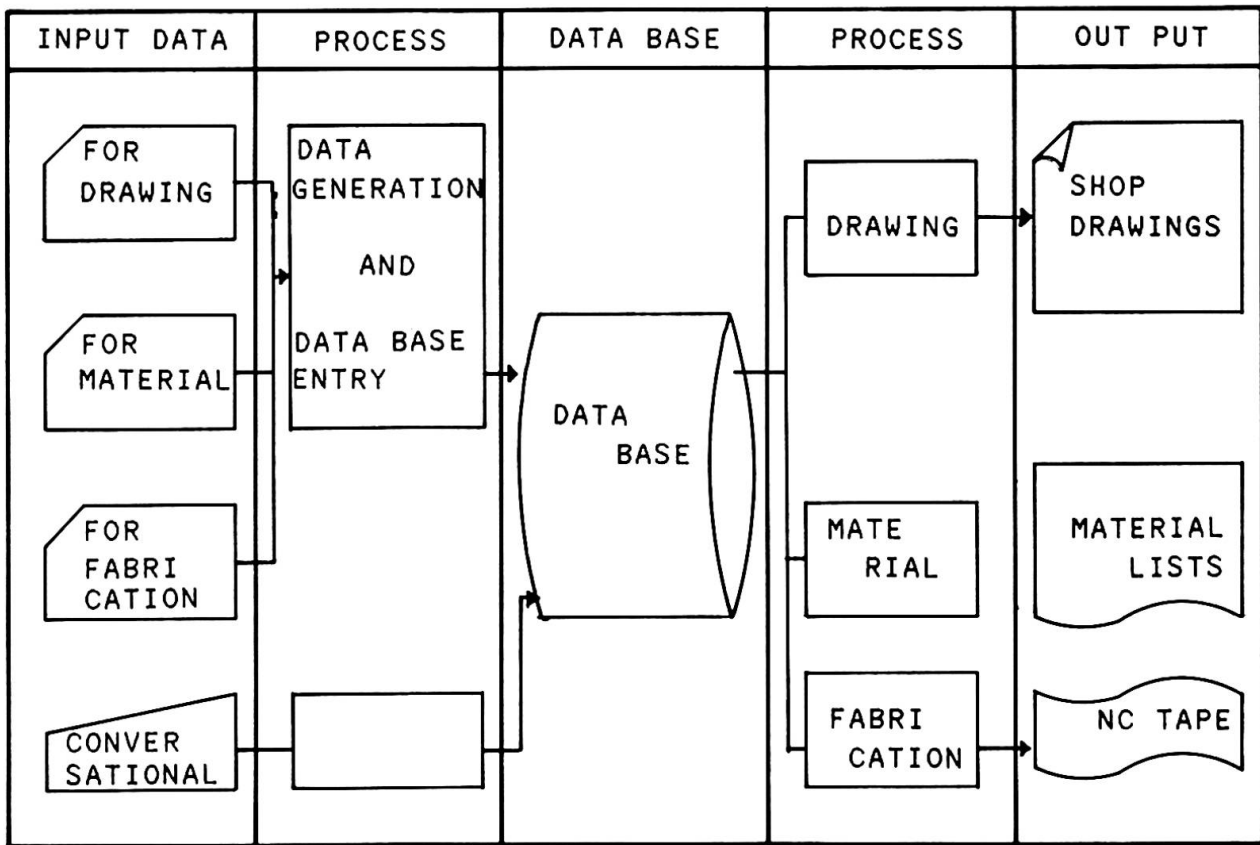 INPUT DATA
PROCESS
DATA BASE
PROCESS
OUT PUT
FOR
DRAWING
FOR
MATERIAL
FOR
FABRI
CATION
CONVER
SATIONAL
DATA
GENERATION
AND
DATA BASE
ENTRY
DATA
BASE
DRAWING
MATE
RIAL
FABRI
CATION
SHOP
DRAWINGS
MATERIAL
LISTS
NC TAPE